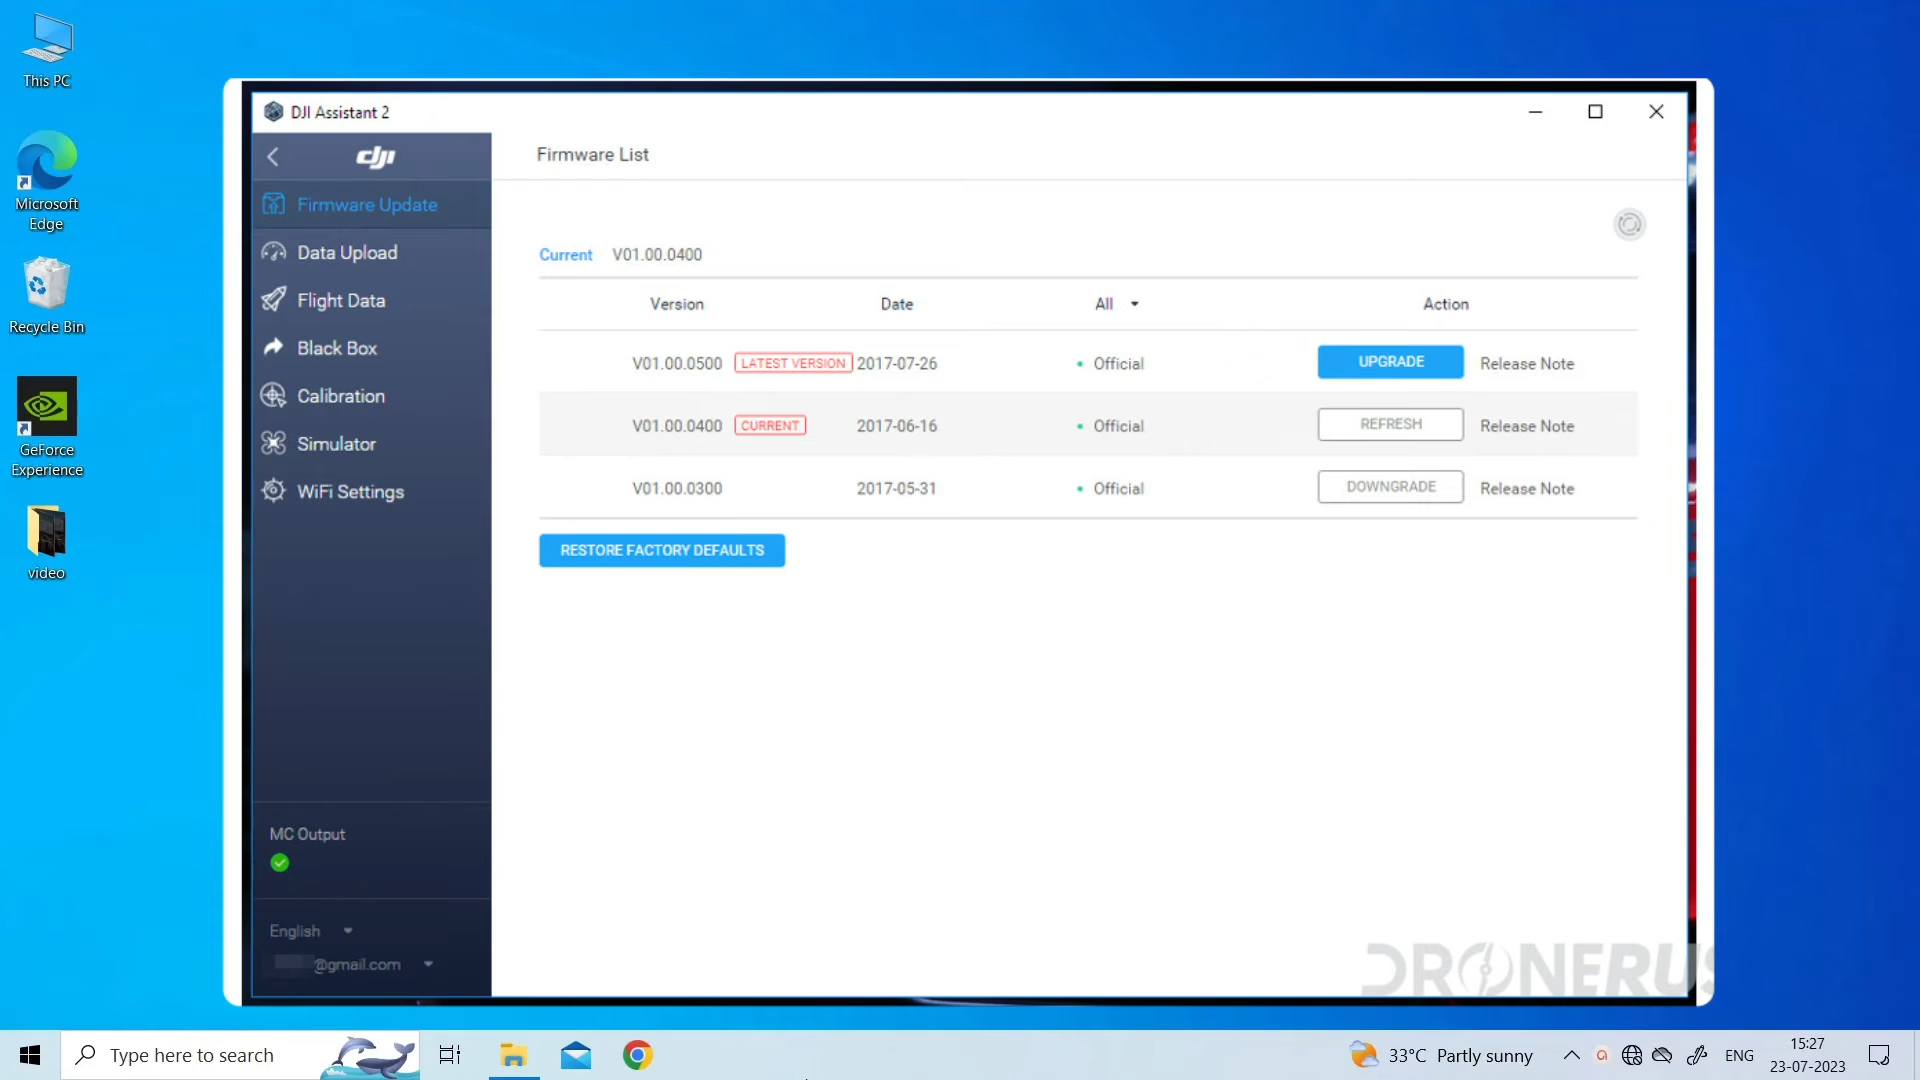 This PC
Microsoft
Edge
Recycle Bin
GeForce
Experience
video
DJI Assistant 2
dji
Firmware Update
Data Upload
Flight Data
Black Box
Calibration
Simulator
WiFi Settings
MC Output
English
@gmail.com
Firmware List
Current V01.00.0400
Version Date All Action
V01.00.0500 LATEST VERSION 2017-07-26 Official UPGRADE Release Note
V01.00.0400 CURRENT 2017-06-16 Official REFRESH Release Note
V01.00.0300 2017-05-31 Official DOWNGRADE Release Note
RESTORE FACTORY DEFAULTS
DRONERUS
Type here to search
33°C Partly sunny
ENG
15:27
23-07-2023